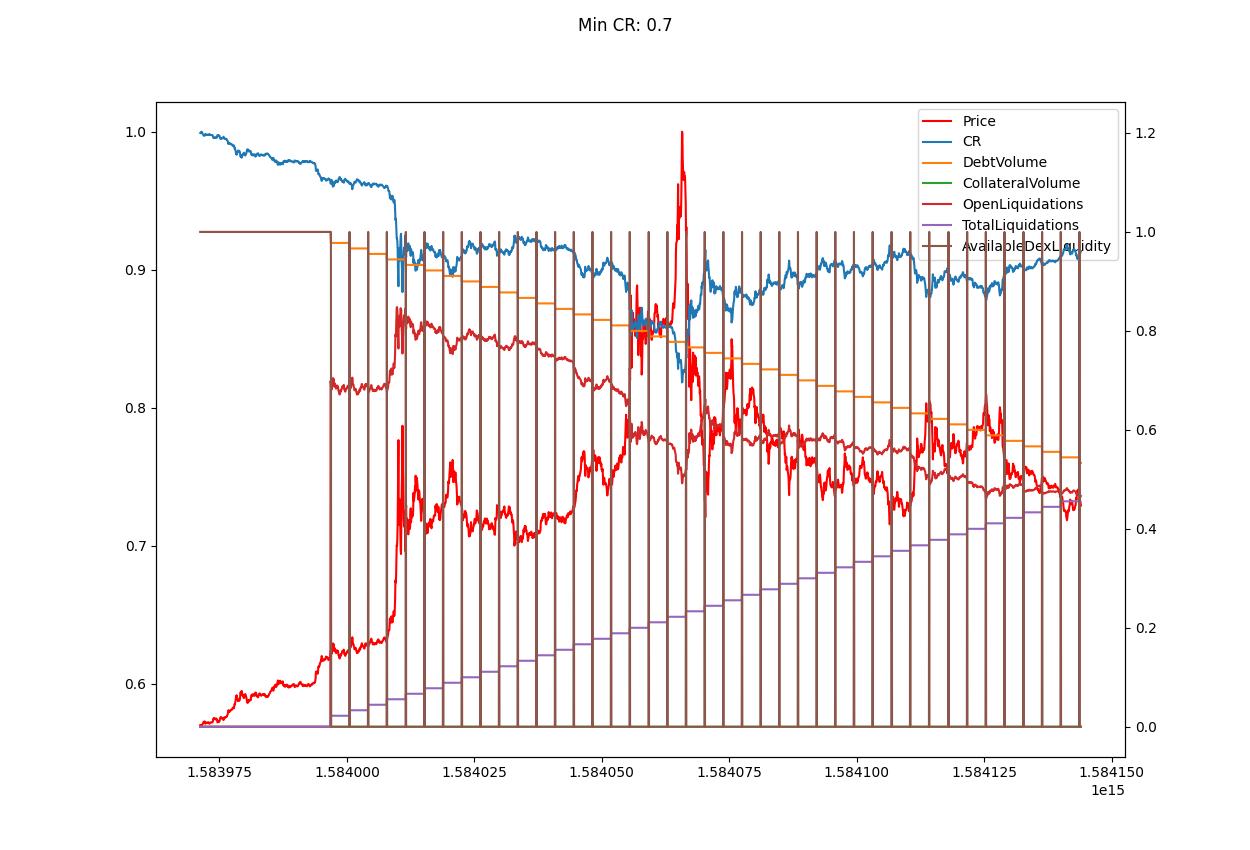 Min CR: 0.7
1.0
0.9
0.8
0.7
0.6
1.2
1.0
0.8
0.6
0.4
0.2
0.0
Price
CR
DebtVolume
CollateralVolume
OpenLiquidations
TotalLiquidations
AvailableDexLiquidity
1.583975
1.584000
1.584025
1.584050
1.584075
1.584100
1.584125
1.584150
1e15